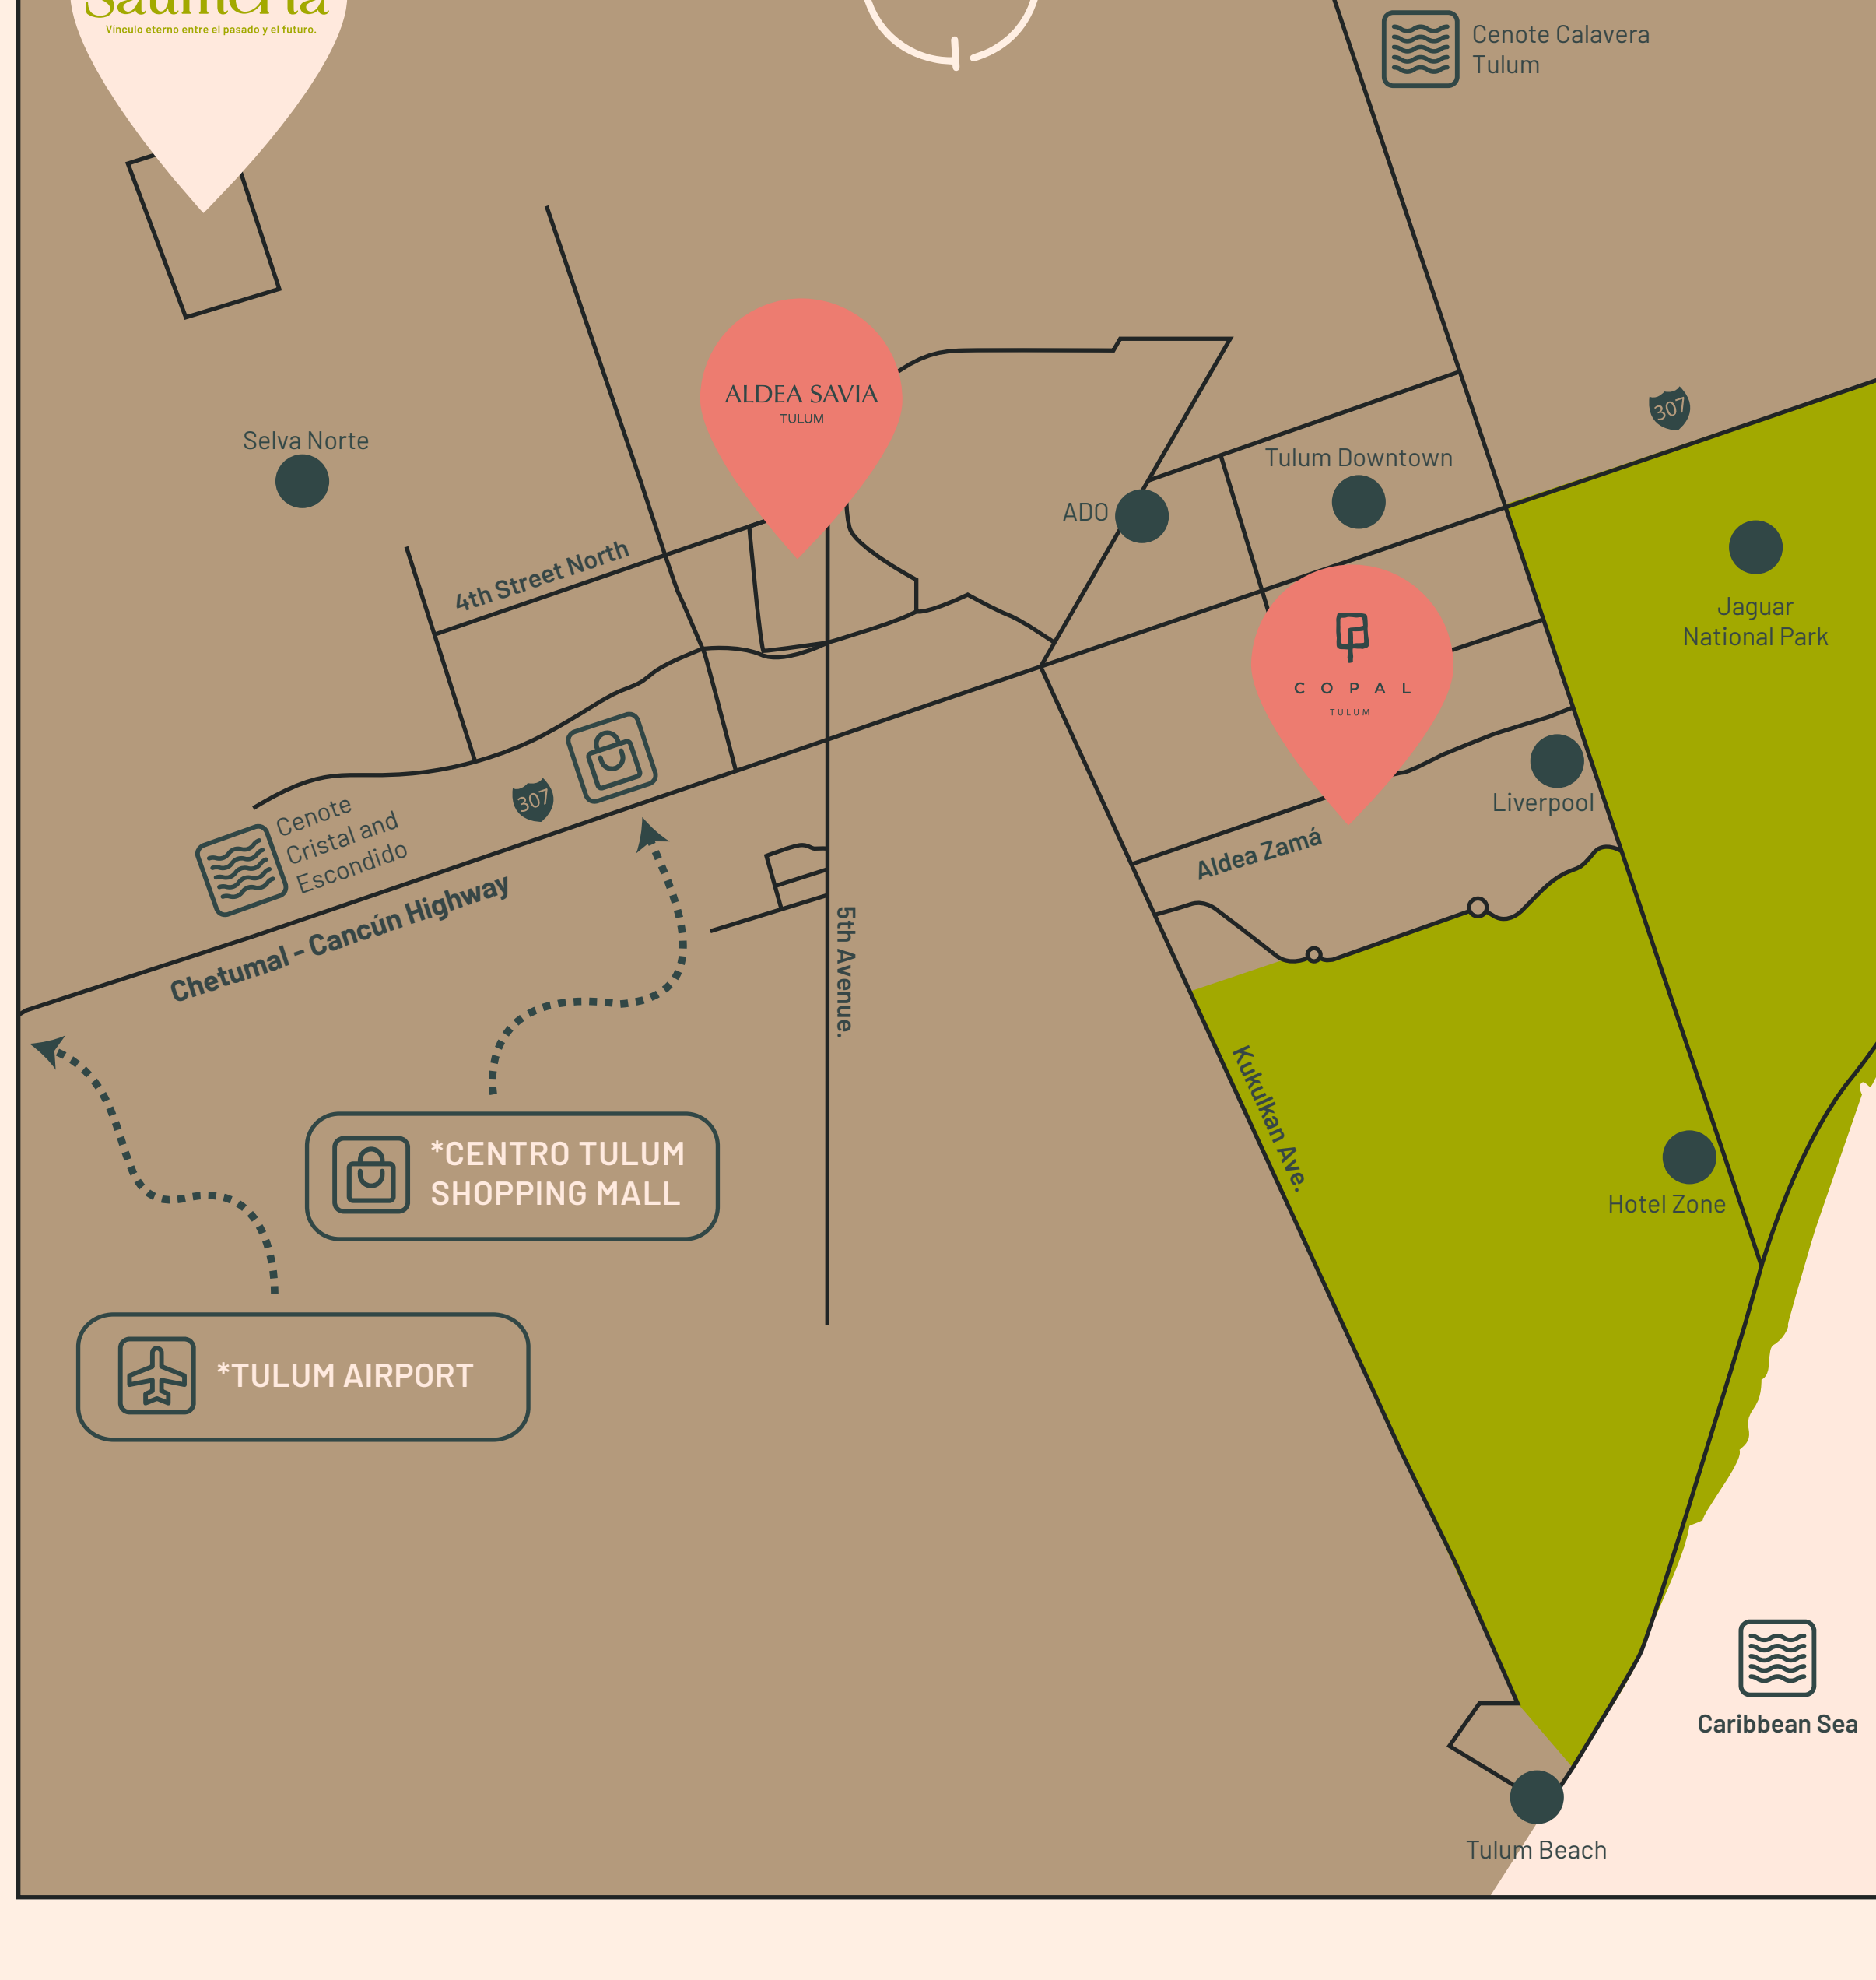 Vínculo eterno entre el pasado y el futuro.
Cenote Calavera
Tulum
ALDEA SAVIA
TULUM
307
Selva Norte
Tulum Downtown
ADO
4th Street North
Jaguar
National Park
COPAL
TULUM
307
Liverpool
Cenote
Cristal and
Escondido
Aldea Zamá
Chetumal - Cancún Highway
5th Avenue.
Kukulkan Ave.
*CENTRO TULUM
SHOPPING MALL
Hotel Zone
*TULUM AIRPORT
Caribbean Sea
Tulum Beach